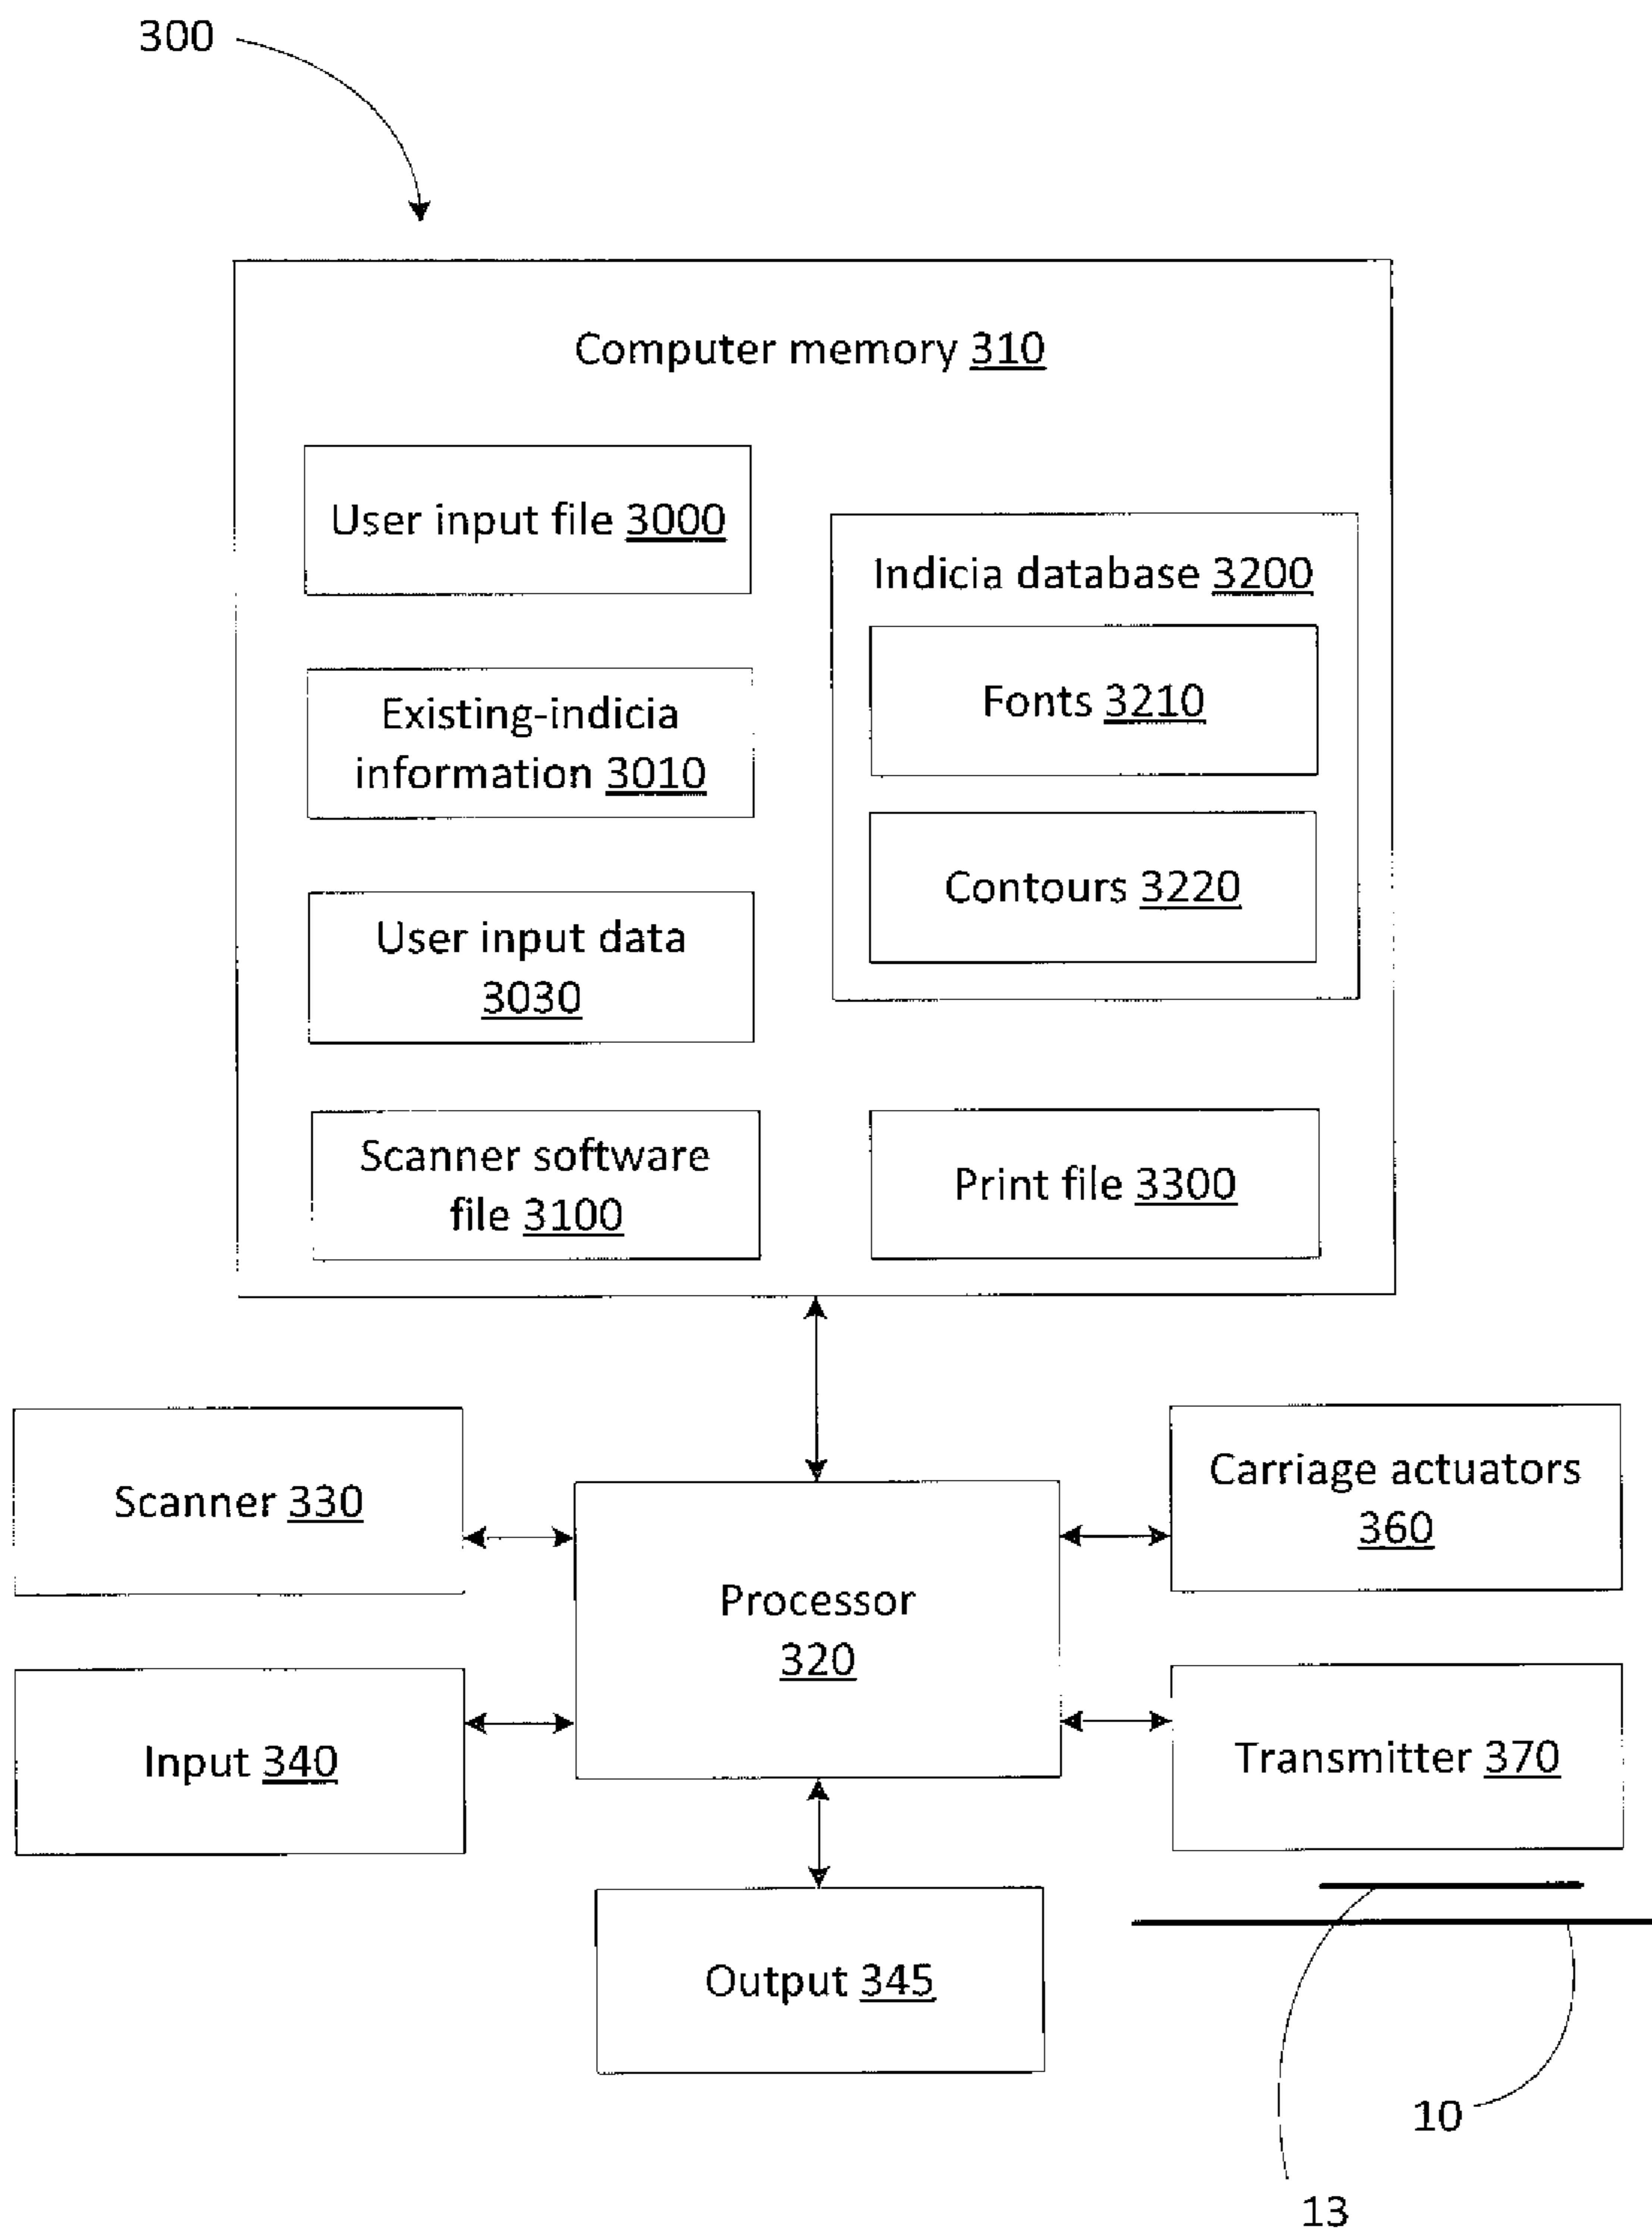 300
Computer memory 310
User input file 3000
Existing-indicia
information 3010
User input data
3030
Scanner software
file 3100
Indicia database 3200
Fonts 3210
Contours 3220
Print file 3300
Scanner 330
Input 340
Processor
320
Carriage actuators
360
Transmitter 370
Output 345
10
13